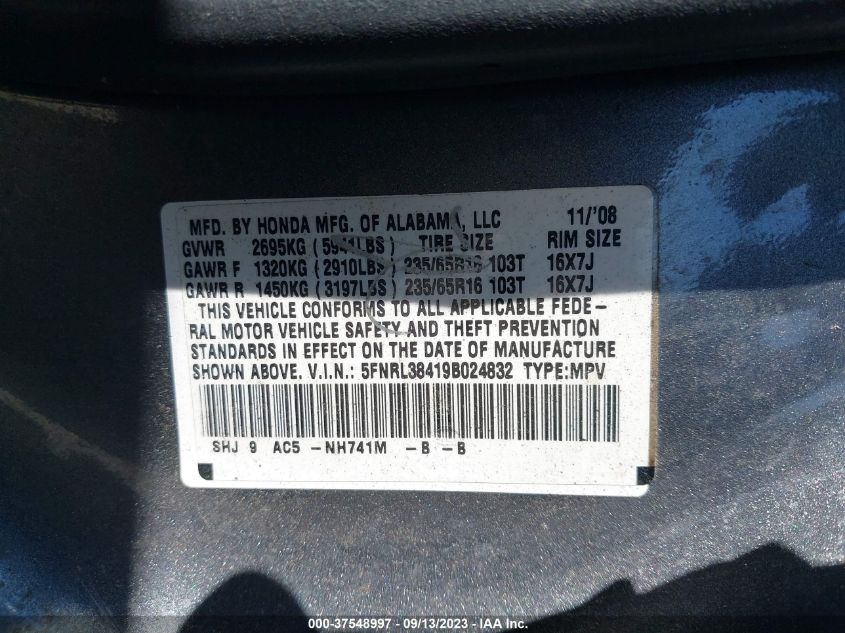 MFD. BY HONDA MFG. OF ALABAMA, LLC 11/'08
GVWR 2695KG (5941LBS) TIRE SIZE RIM SIZE
GAWR F 1320KG (2910LBS) 235/65R16 103T 16X7J
GAWR R 1450KG (3197LBS) 235/65R16 103T 16X7J
THIS VEHICLE CONFORMS TO ALL APPLICABLE FEDE-
RAL MOTOR VEHICLE SAFETY AND THEFT PREVENTION
STANDARDS IN EFFECT ON THE DATE OF MANUFACTURE
SHOWN ABOVE. V.I.N.: 5FNRL38419B024832 TYPE:MPV
SHJ 9 AC5 -NH741M -B -B
000-37548997 - 09/13/2023 - IAA Inc.